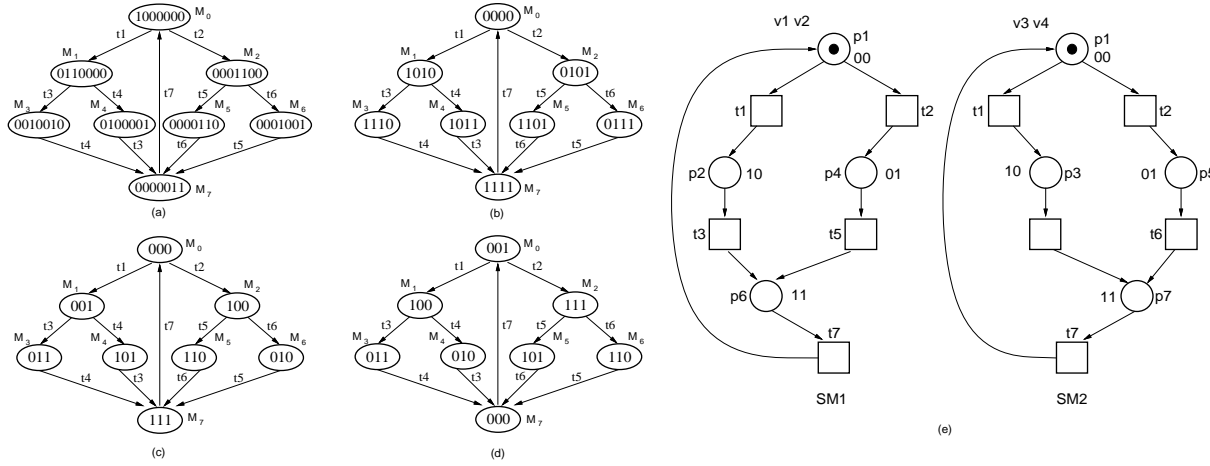 1000000 M0
t1 t2
M1 M2
0110000 0001100
t3 t4 t7 t5 t6
M3 M4 M5 M6
0010010 0100001 0000110 0001001
t4 t3 t6 t5
0000011 M7
(a)
0000 M0
t1 t2
M1 M2
1010 0101
t3 t4 t7 t5 t6
M3 M4 M5 M6
1110 1011 1101 0111
t4 t3 t6 t5
1111 M7
(b)
000 M0
t1 t2
M1 M2
001 100
t3 t4 t7 t5 t6
M3 M4 M5 M6
011 101 110 010
t4 t3 t6 t5
111 M7
(c)
001 M0
t1 t2
M1 M2
100 111
t3 t4 t7 t5 t6
M3 M4 M5 M6
011 010 101 110
t4 t3 t6 t5
000 M7
(d)
v1 v2
p1
00
t1 t2
p2 10 p4 01
t3 t5
p6 11
t7
SM1
v3 v4
p1
00
t1 t2
10 p3 01 p5
t6
11 p7
t7
SM2
(e)